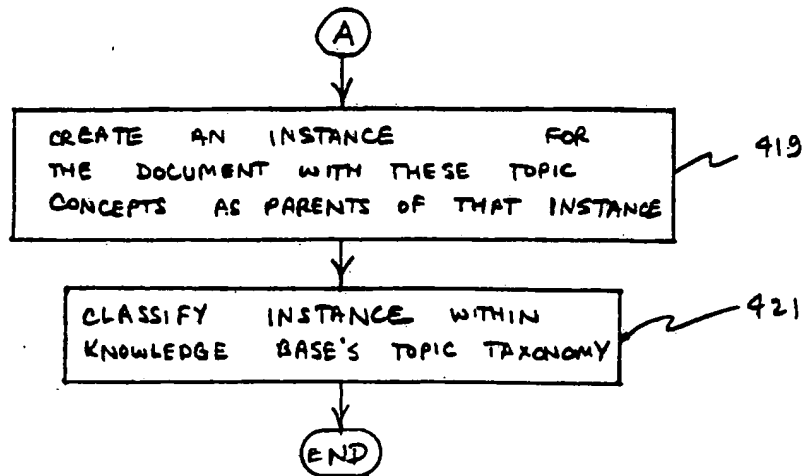 A
CREATE AN INSTANCE FOR
THE DOCUMENT WITH THESE TOPIC
CONCEPTS AS PARENTS OF THAT INSTANCE
419
CLASSIFY INSTANCE WITHIN
KNOWLEDGE BASE'S TOPIC TAXONOMY
421
END